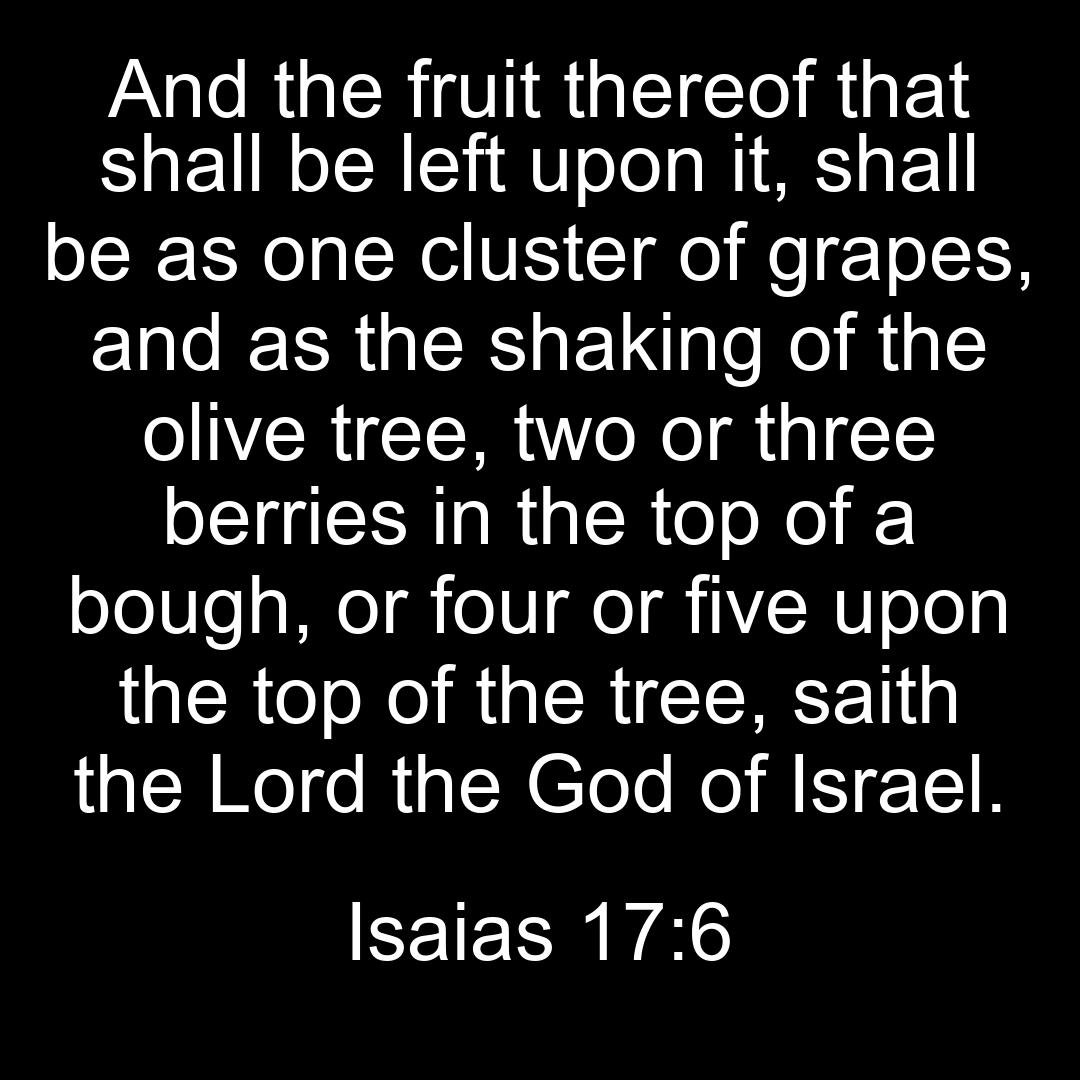 And the fruit thereof that
shall be left upon it, shall
be as one cluster of grapes,
and as the shaking of the
olive tree, two or three
berries in the top of a
bough, or four or five upon
the top of the tree, saith
the Lord the God of Israel.
Isaias 17:6